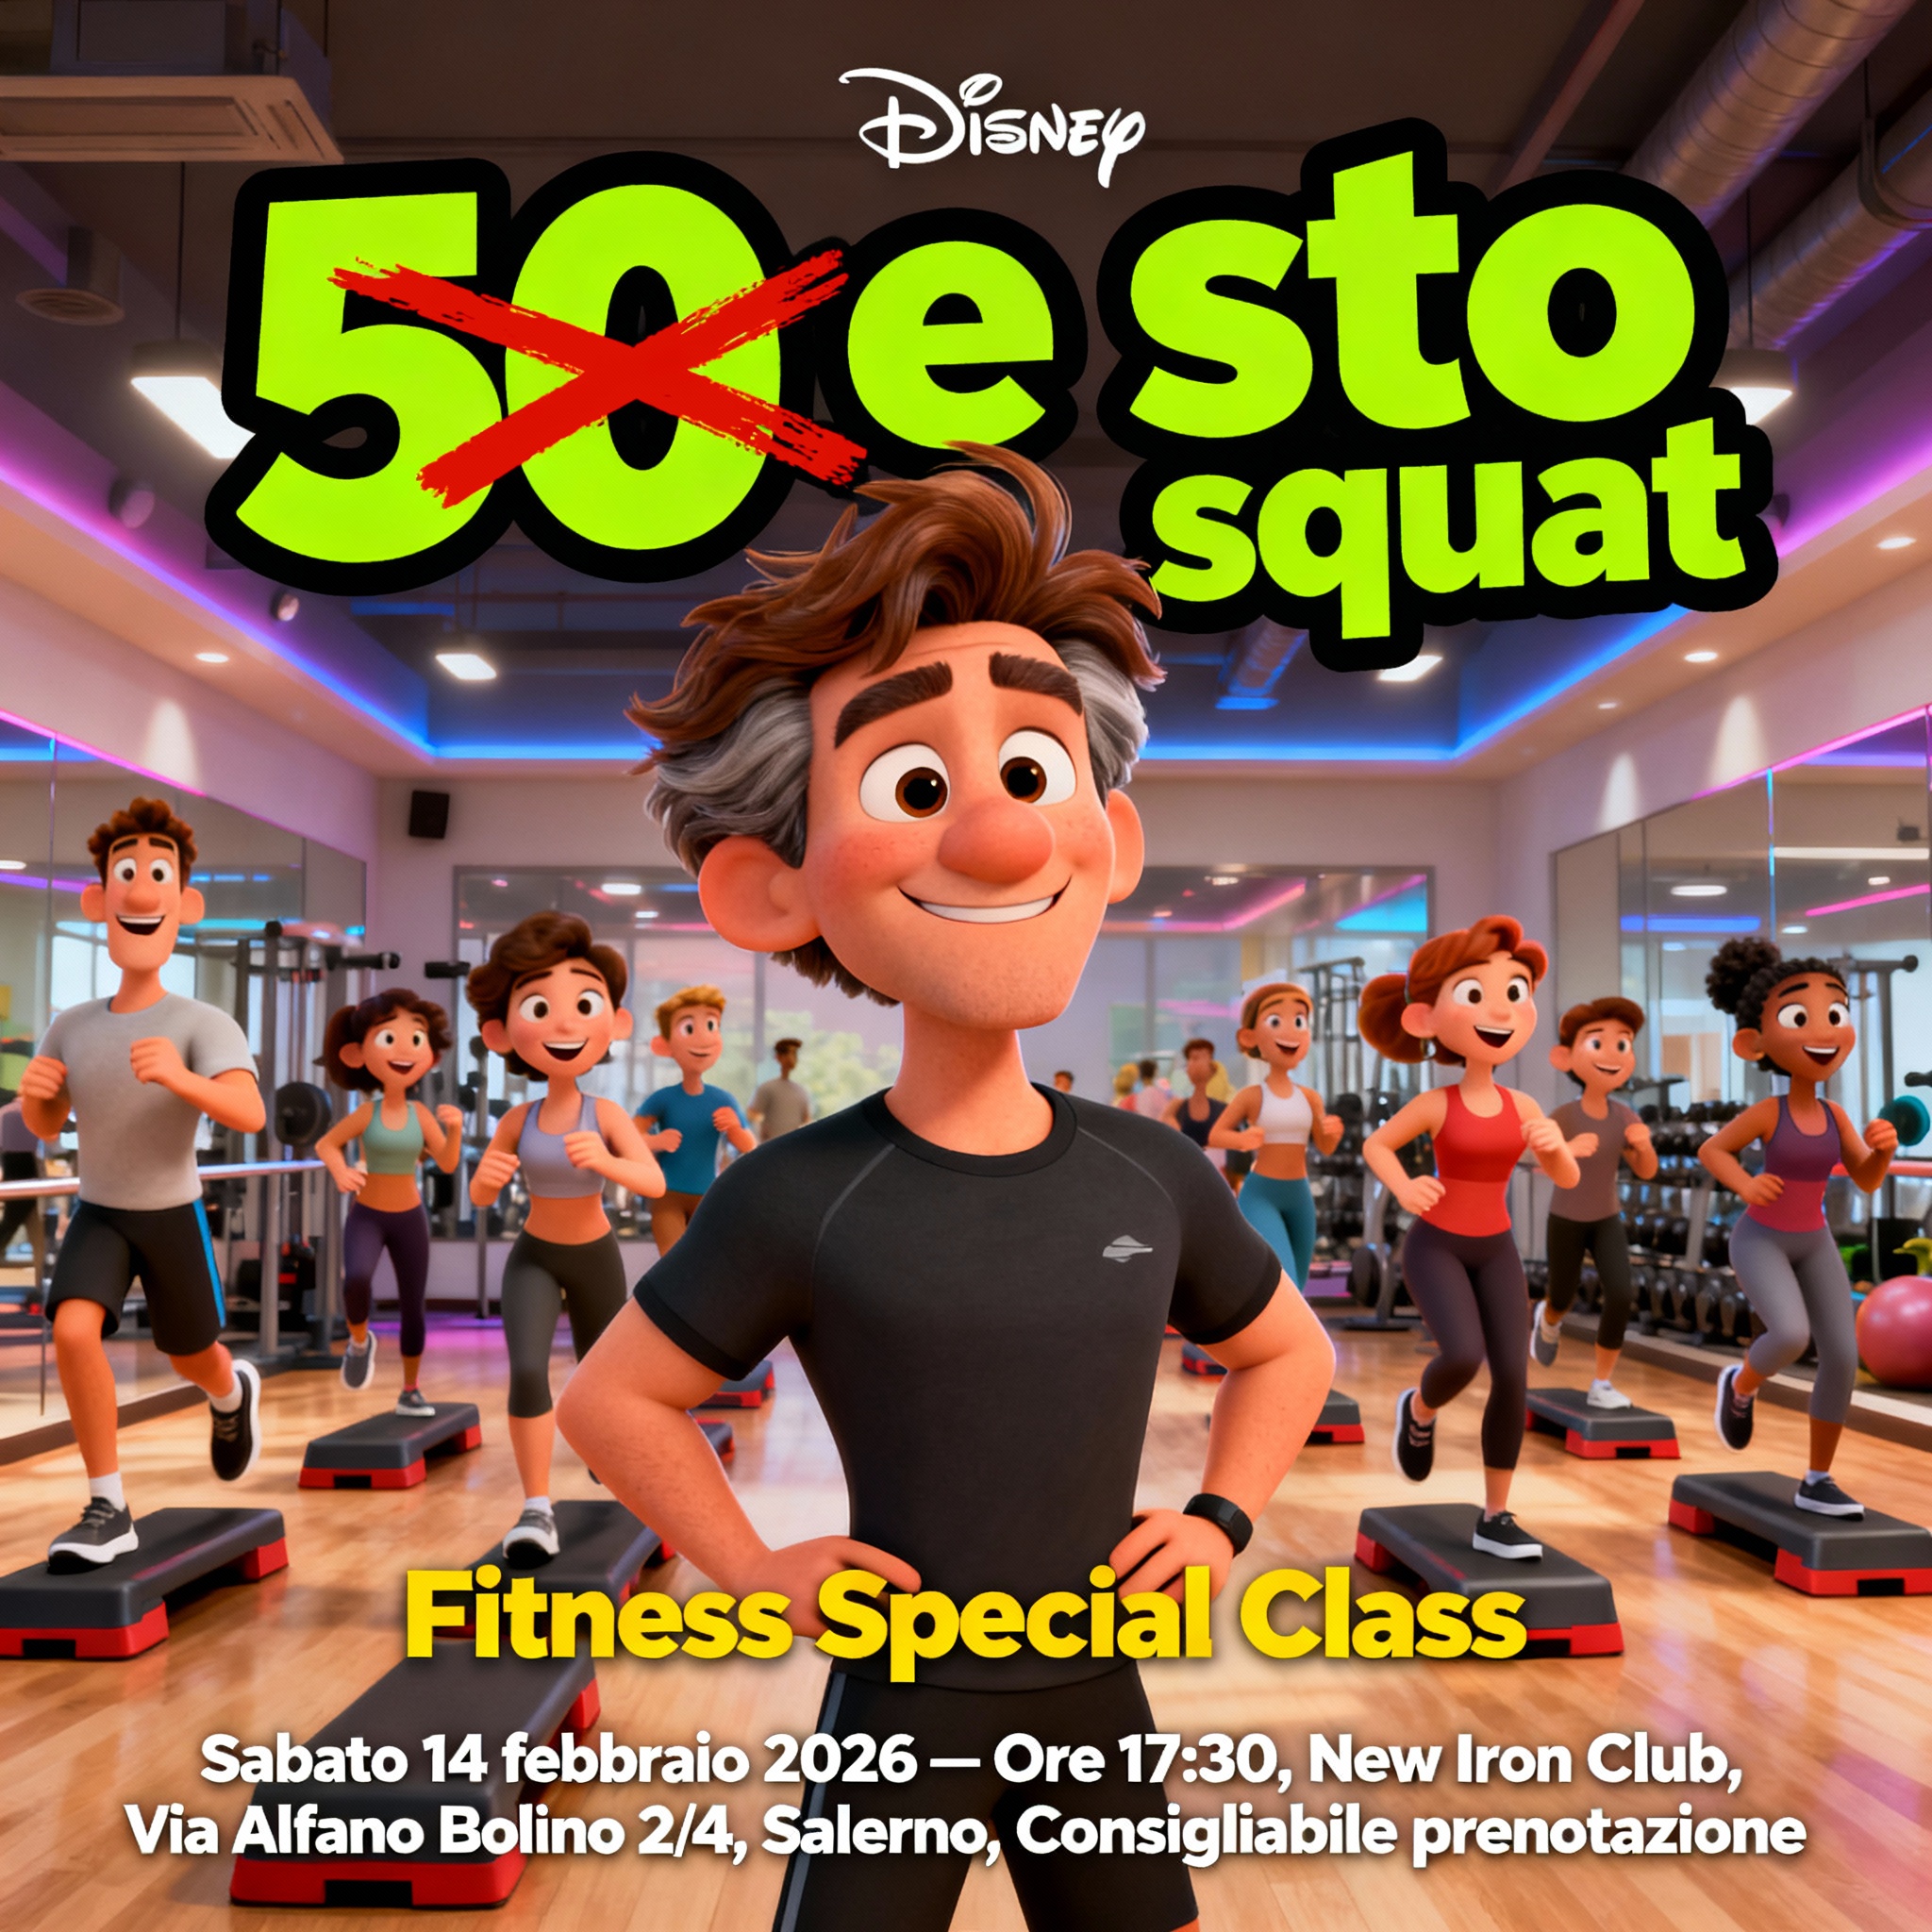 Disney
50 e sto
squat
Fitness Special Class
Sabato 14 febbraio 2026 — Ore 17:30, New Iron Club,
Via Alfano Bolino 2/4, Salerno, Consigliabile prenotazione